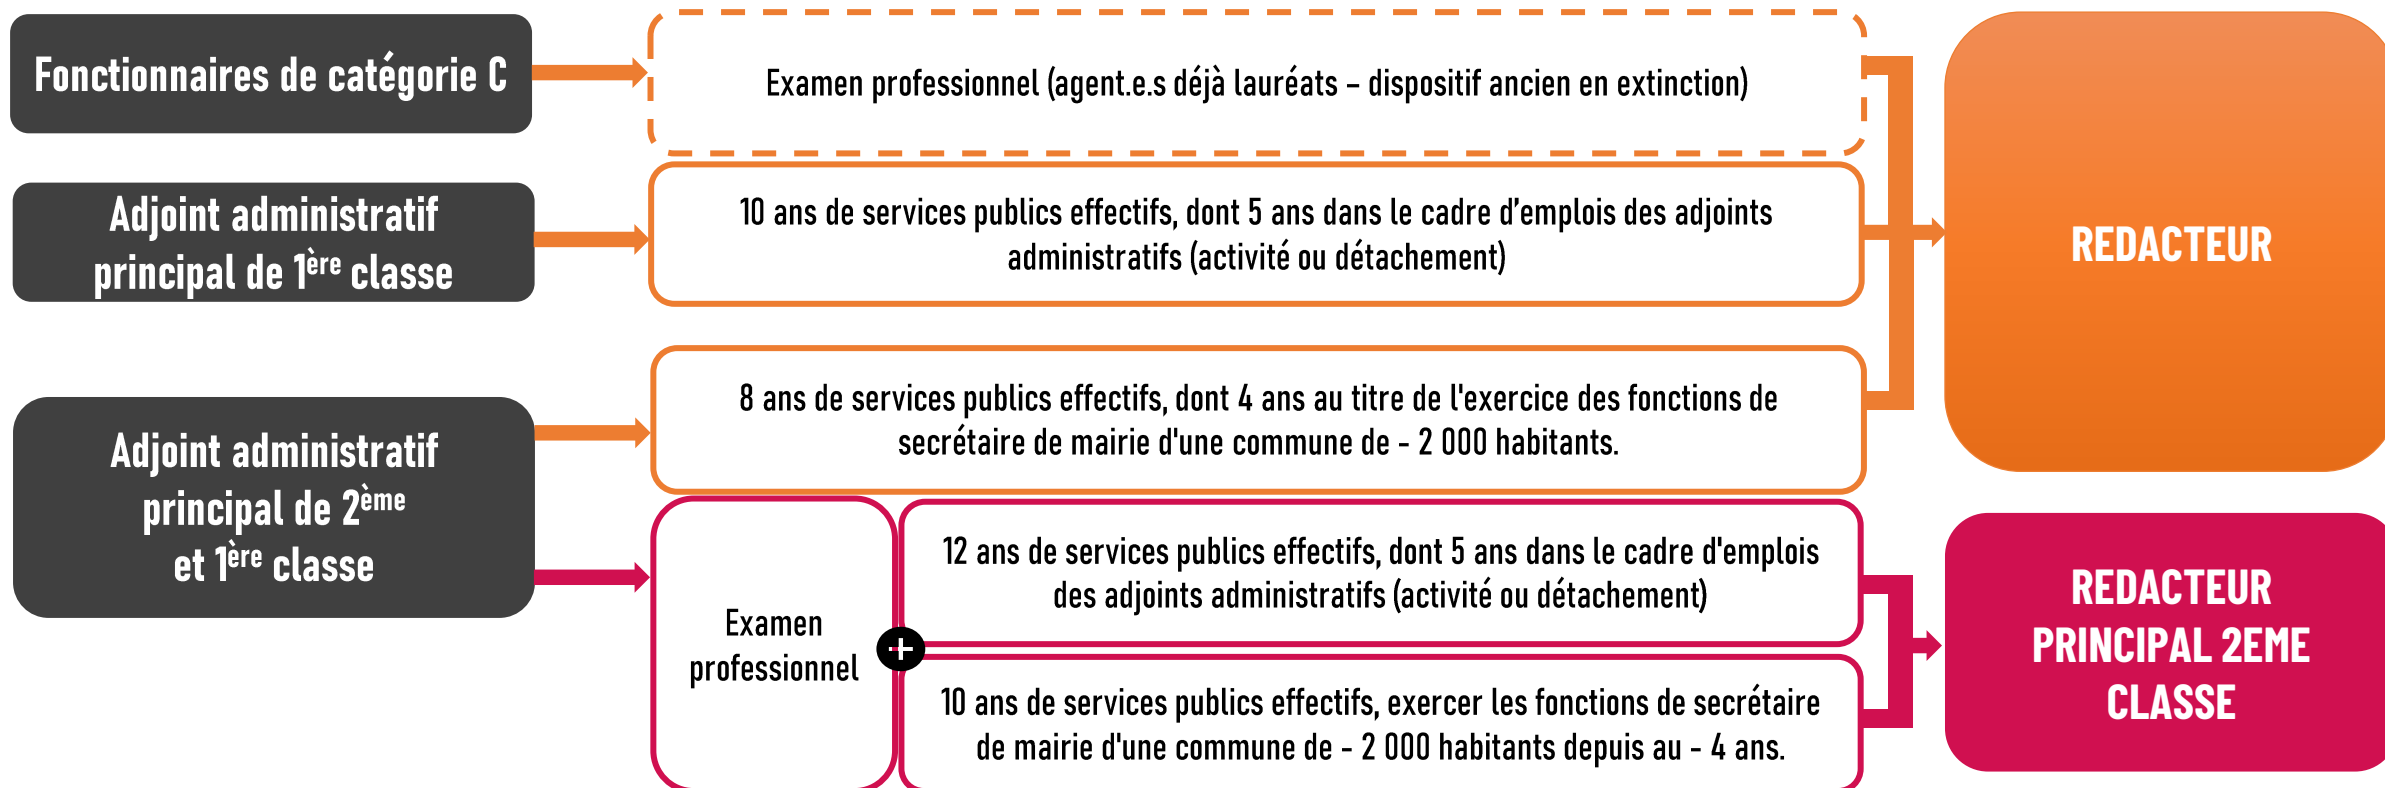 Fonctionnaires de catégorie C
Examen professionnel (agent.e.s déjà lauréats – dispositif ancien en extinction)
Adjoint administratif
principal de 1ère classe
10 ans de services publics effectifs, dont 5 ans dans le cadre d’emplois des adjoints
administratifs (activité ou détachement)
REDACTEUR
Adjoint administratif
principal de 2ème
et 1ère classe
8 ans de services publics effectifs, dont 4 ans au titre de l'exercice des fonctions de
secrétaire de mairie d'une commune de - 2 000 habitants.
Examen
professionnel
+
12 ans de services publics effectifs, dont 5 ans dans le cadre d'emplois
des adjoints administratifs (activité ou détachement)
10 ans de services publics effectifs, exercer les fonctions de secrétaire
de mairie d'une commune de - 2 000 habitants depuis au - 4 ans.
REDACTEUR
PRINCIPAL 2EME
CLASSE